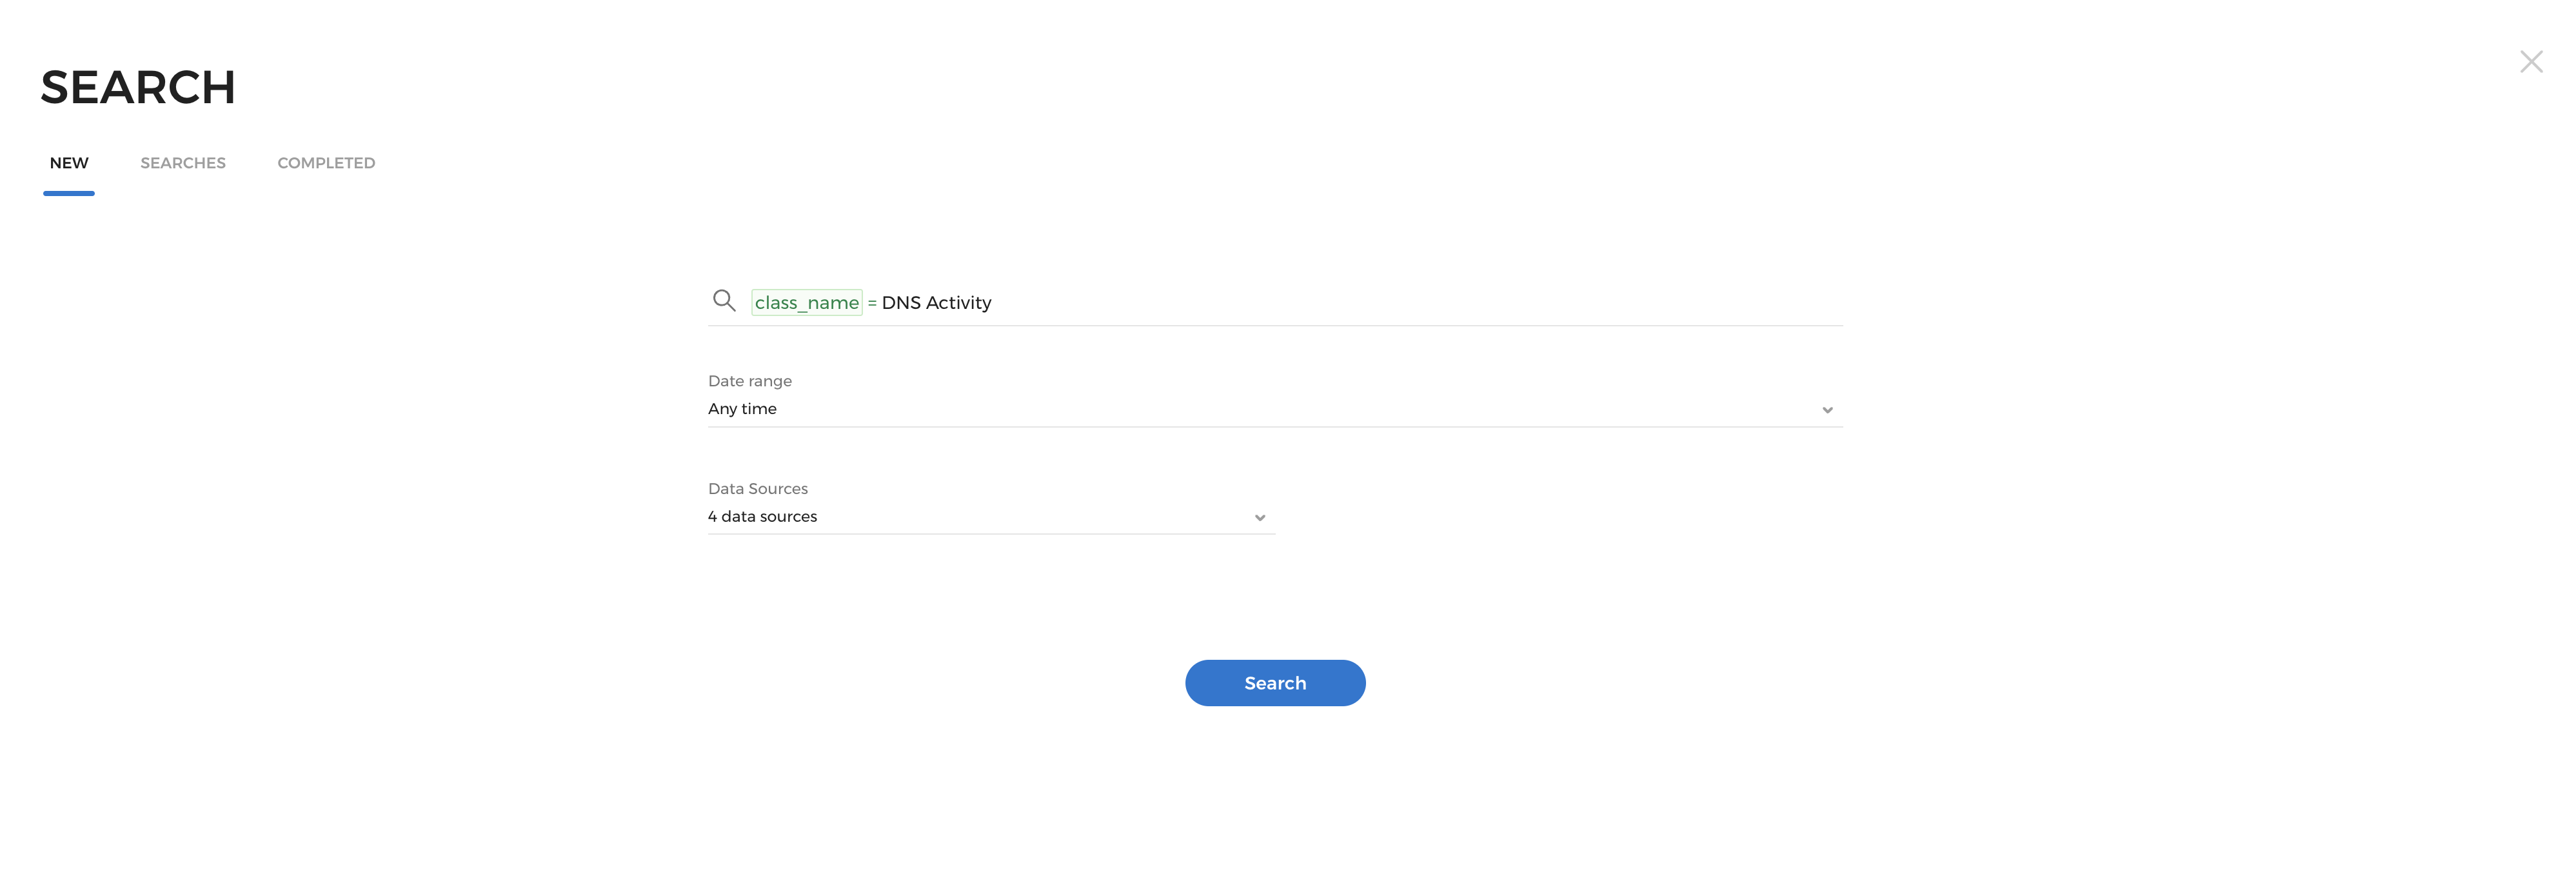 SEARCH
NEW SEARCHES COMPLETED
class_name = DNS Activity
Date range
Any time
Data Sources
4 data sources
Search